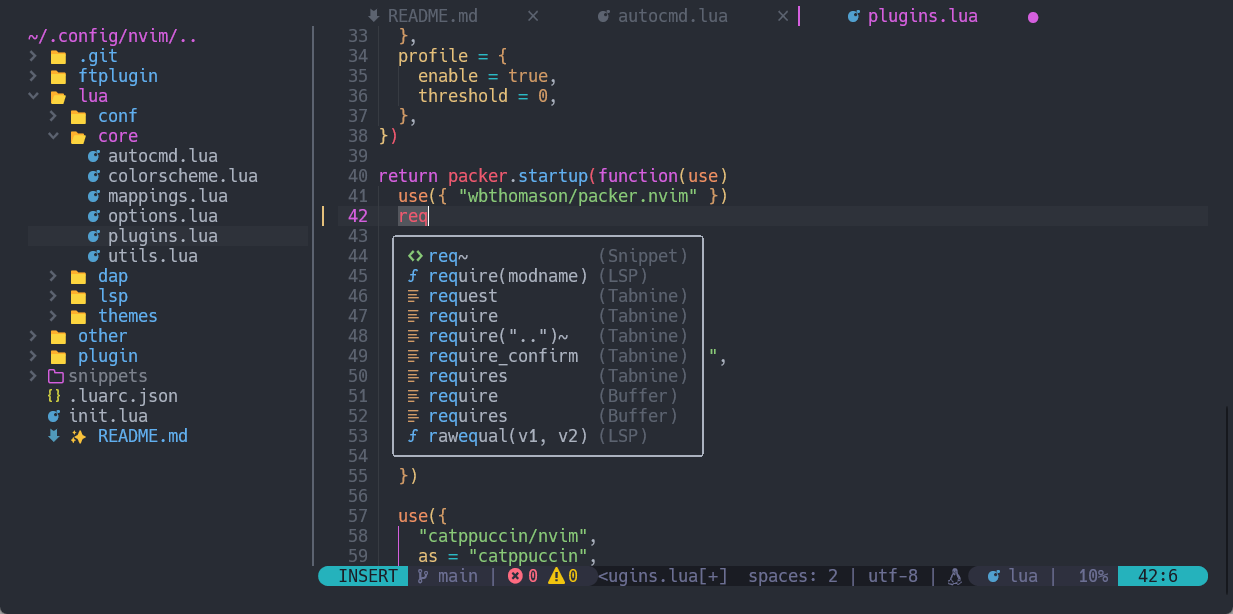 README.md × autocmd.lua × plugins.lua
~/.config/nvim/..
.git
ftplugin
lua
conf
core
autocmd.lua
colorscheme.lua
mappings.lua
options.lua
plugins.lua
utils.lua
dap
lsp
themes
other
plugin
snippets
{} .luarc.json
init.lua
README.md
33 },
34 profile = {
35 enable = true,
36 threshold = 0,
37 },
38 })
39
40 return packer.startup(function(use)
41 use({ "wbthomason/packer.nvim" })
42 req
43
44 <> req~ (Snippet)
45 ƒ require(modname) (LSP)
46 request (Tabnine)
47 require (Tabnine)
48 require("..")~ (Tabnine)
49 require_confirm (Tabnine) ",
50 requires (Tabnine)
51 require (Buffer)
52 requires (Buffer)
53 ƒ rawequal(v1, v2) (LSP)
54
55 })
56
57 use({
58 "catppuccin/nvim",
59 as = "catppuccin",
INSERT main | 0 0 <ugins.lua[+] spaces: 2 | utf-8 | lua | 10% 42:6